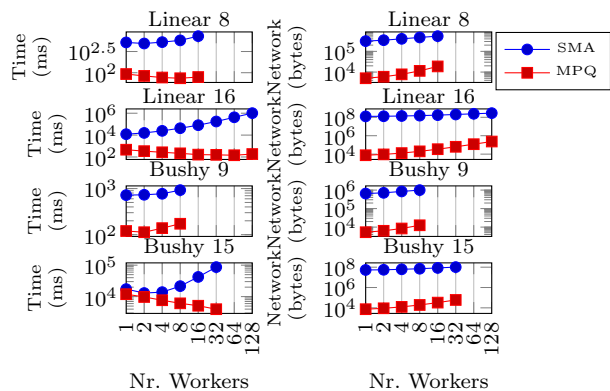 Linear 8
Linear 8
Time
(ms)
10^2.5
10^2
Network
(bytes)
10^5
10^4
SMA
MPQ
Linear 16
Linear 16
Time
(ms)
10^6
10^4
10^2
Network
(bytes)
10^8
10^6
10^4
Bushy 9
Bushy 9
Time
(ms)
10^3
10^2
Network
(bytes)
10^6
10^5
10^4
Bushy 15
Bushy 15
Time
(ms)
10^5
10^4
Network
(bytes)
10^8
10^6
10^4
1 2 4 8 16 32 64 128
1 2 4 8 16 32 64 128
Nr. Workers
Nr. Workers